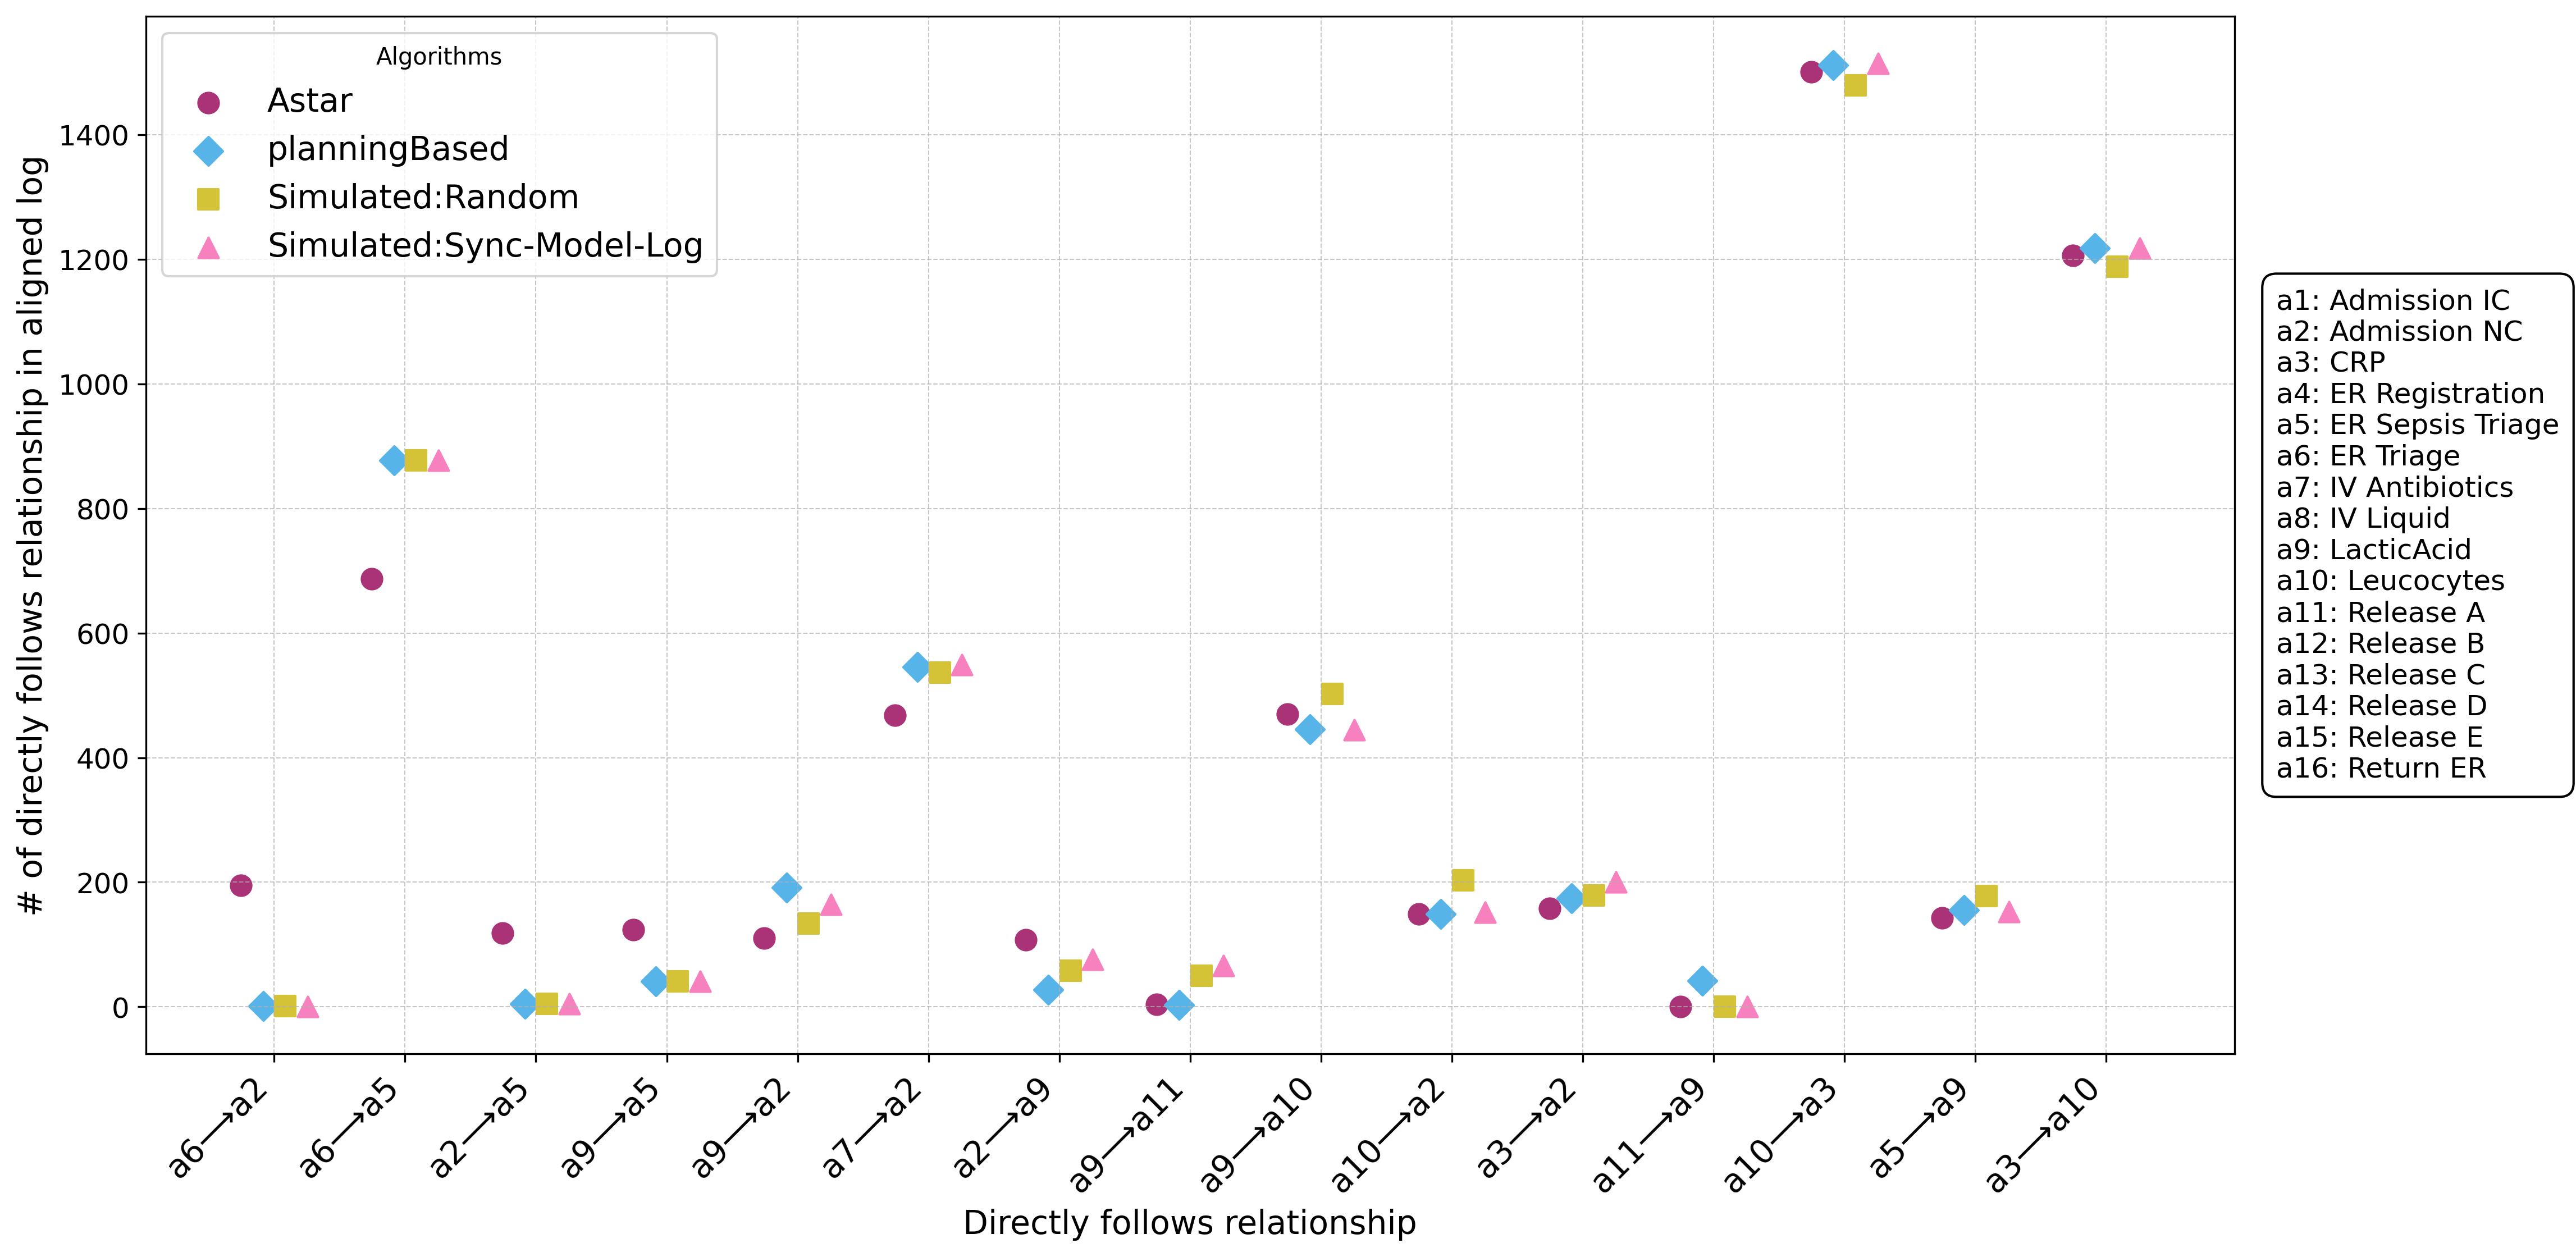 Algorithms
Astar
planningBased
Simulated:Random
Simulated:Sync-Model-Log
# of directly follows relationship in aligned log
1400
1200
1000
800
600
400
200
0
a6→a2
a6→a5
a2→a5
a9→a5
a9→a2
a7→a2
a2→a9
a9→a11
a9→a10
a10→a2
a3→a2
a11→a9
a10→a3
a5→a9
a3→a10
Directly follows relationship
a1: Admission IC
a2: Admission NC
a3: CRP
a4: ER Registration
a5: ER Sepsis Triage
a6: ER Triage
a7: IV Antibiotics
a8: IV Liquid
a9: LacticAcid
a10: Leucocytes
a11: Release A
a12: Release B
a13: Release C
a14: Release D
a15: Release E
a16: Return ER